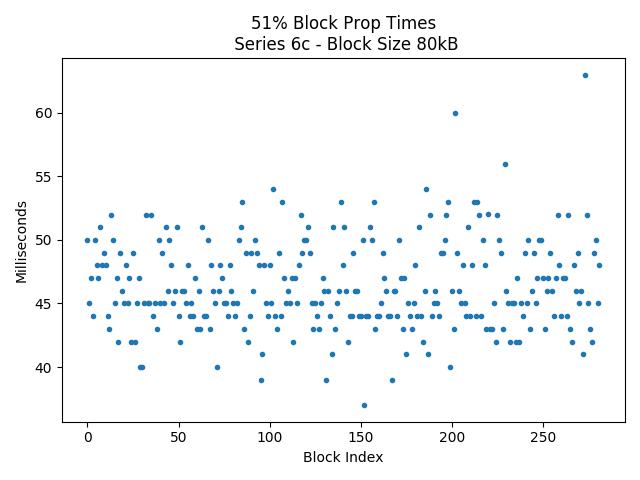 51% Block Prop Times
Series 6c - Block Size 80kB
Milliseconds
60
55
50
45
40
0 50 100 150 200 250
Block Index